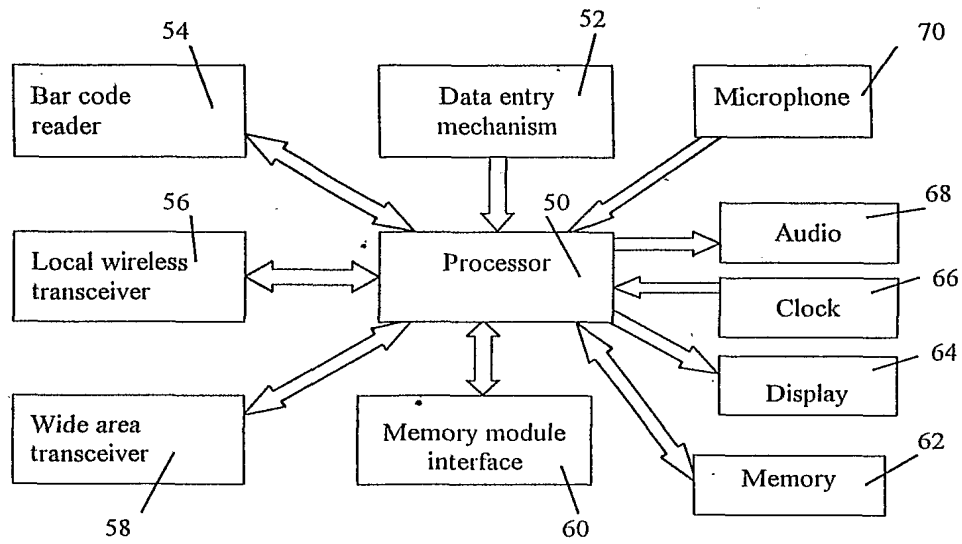 54
52
70
Bar code
reader
Data entry
mechanism
Microphone
56
50
68
Local wireless
transceiver
Processor
Audio
66
Clock
64
Display
Wide area
transceiver
Memory module
interface
62
Memory
58
60